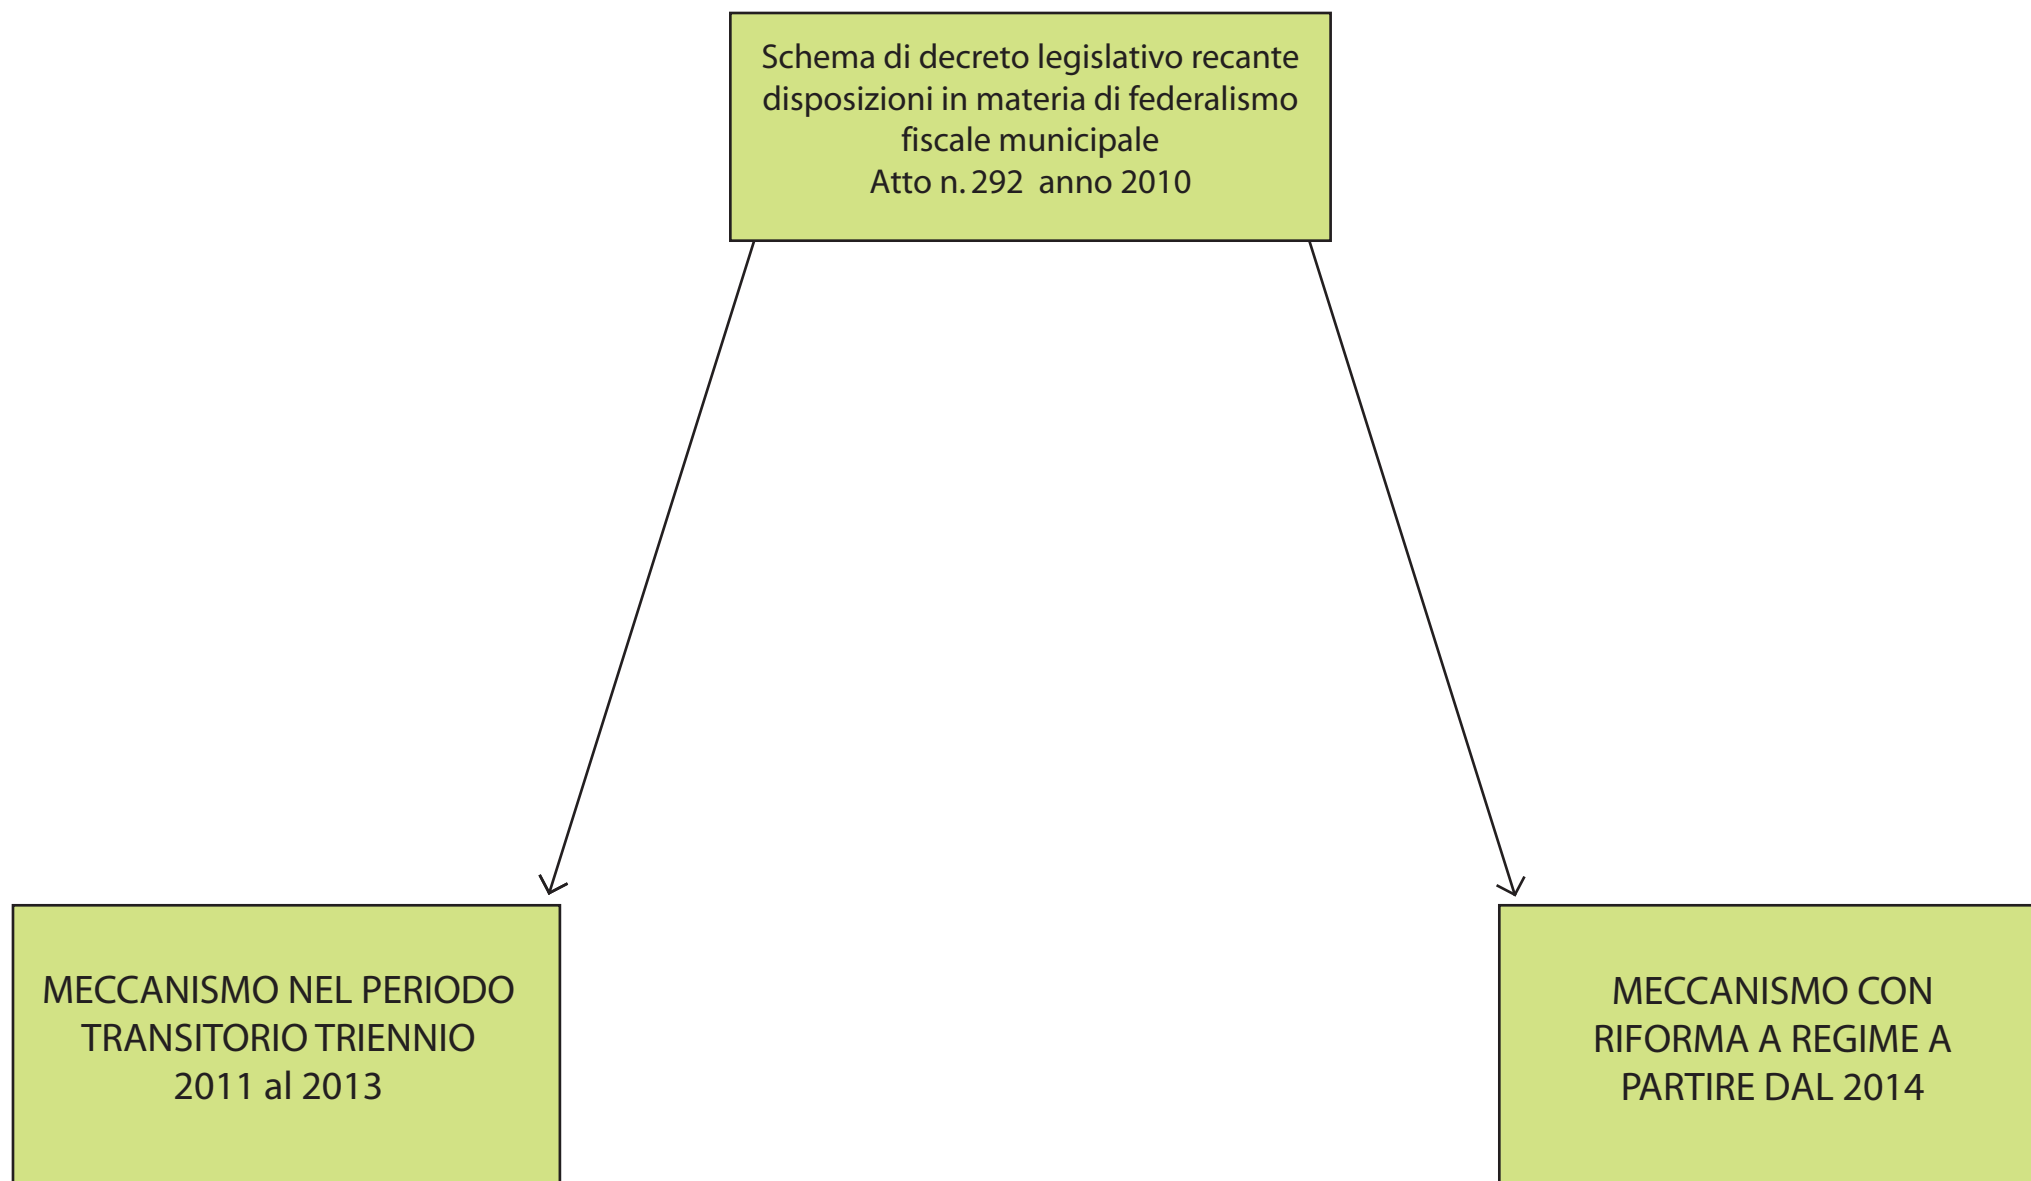 Schema di decreto legislativo recante
disposizioni in materia di federalismo
fiscale municipale
Atto n. 292 anno 2010
MECCANISMO NEL PERIODO
TRANSITORIO TRIENNIO
2011 al 2013
MECCANISMO CON
RIFORMA A REGIME A
PARTIRE DAL 2014